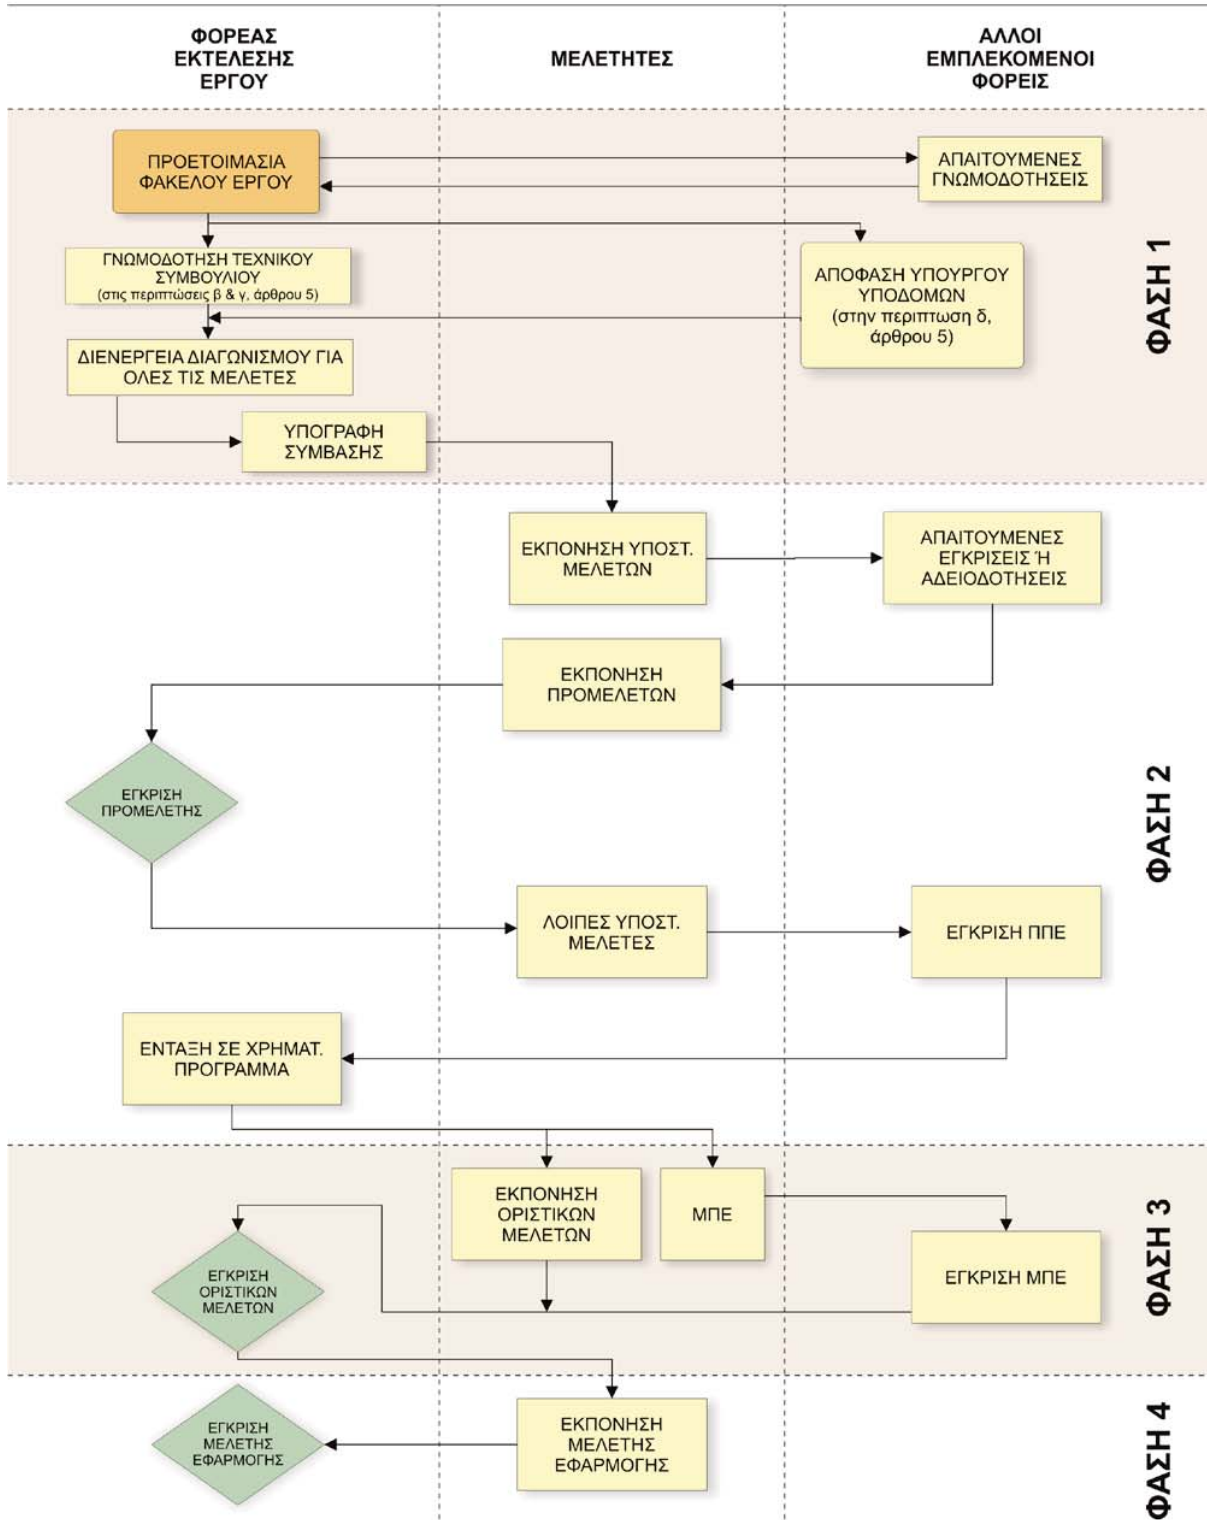 ΦΟΡΕΑΣ
ΕΚΤΕΛΕΣΗΣ
ΕΡΓΟΥ
ΜΕΛΕΤΗΤΕΣ
ΑΛΛΟΙ
ΕΜΠΛΕΚΟΜΕΝΟΙ
ΦΟΡΕΙΣ
ΠΡΟΕΤΟΙΜΑΣΙΑ
ΦΑΚΕΛΟΥ ΕΡΓΟΥ
ΑΠΑΙΤΟΥΜΕΝΕΣ
ΓΝΩΜΟΔΟΤΗΣΕΙΣ
ΓΝΩΜΟΔΟΤΗΣΗ ΤΕΧΝΙΚΟΥ
ΣΥΜΒΟΥΛΙΟΥ
(στις περιπτώσεις β & γ, άρθρου 5)
ΑΠΟΦΑΣΗ ΥΠΟΥΡΓΟΥ
ΥΠΟΔΟΜΩΝ
(στην περιπτωση δ,
άρθρου 5)
ΔΙΕΝΕΡΓΕΙΑ ΔΙΑΓΩΝΙΣΜΟΥ ΓΙΑ
ΟΛΕΣ ΤΙΣ ΜΕΛΕΤΕΣ
ΥΠΟΓΡΑΦΗ
ΣΥΜΒΑΣΗΣ
ΦΑΣΗ 1
ΕΚΠΟΝΗΣΗ ΥΠΟΣΤ.
ΜΕΛΕΤΩΝ
ΑΠΑΙΤΟΥΜΕΝΕΣ
ΕΓΚΡΙΣΕΙΣ Ή
ΑΔΕΙΟΔΟΤΗΣΕΙΣ
ΕΚΠΟΝΗΣΗ
ΠΡΟΜΕΛΕΤΩΝ
ΕΓΚΡΙΣΗ
ΠΡΟΜΕΛΕΤΗΣ
ΛΟΙΠΕΣ ΥΠΟΣΤ.
ΜΕΛΕΤΕΣ
ΕΓΚΡΙΣΗ ΠΠΕ
ΕΝΤΑΞΗ ΣΕ ΧΡΗΜΑΤ.
ΠΡΟΓΡΑΜΜΑ
ΦΑΣΗ 2
ΕΚΠΟΝΗΣΗ
ΟΡΙΣΤΙΚΩΝ
ΜΕΛΕΤΩΝ
ΜΠΕ
ΕΓΚΡΙΣΗ
ΟΡΙΣΤΙΚΩΝ
ΜΕΛΕΤΩΝ
ΕΓΚΡΙΣΗ ΜΠΕ
ΦΑΣΗ 3
ΕΓΚΡΙΣΗ
ΜΕΛΕΤΗΣ
ΕΦΑΡΜΟΓΗΣ
ΕΚΠΟΝΗΣΗ
ΜΕΛΕΤΗΣ
ΕΦΑΡΜΟΓΗΣ
ΦΑΣΗ 4